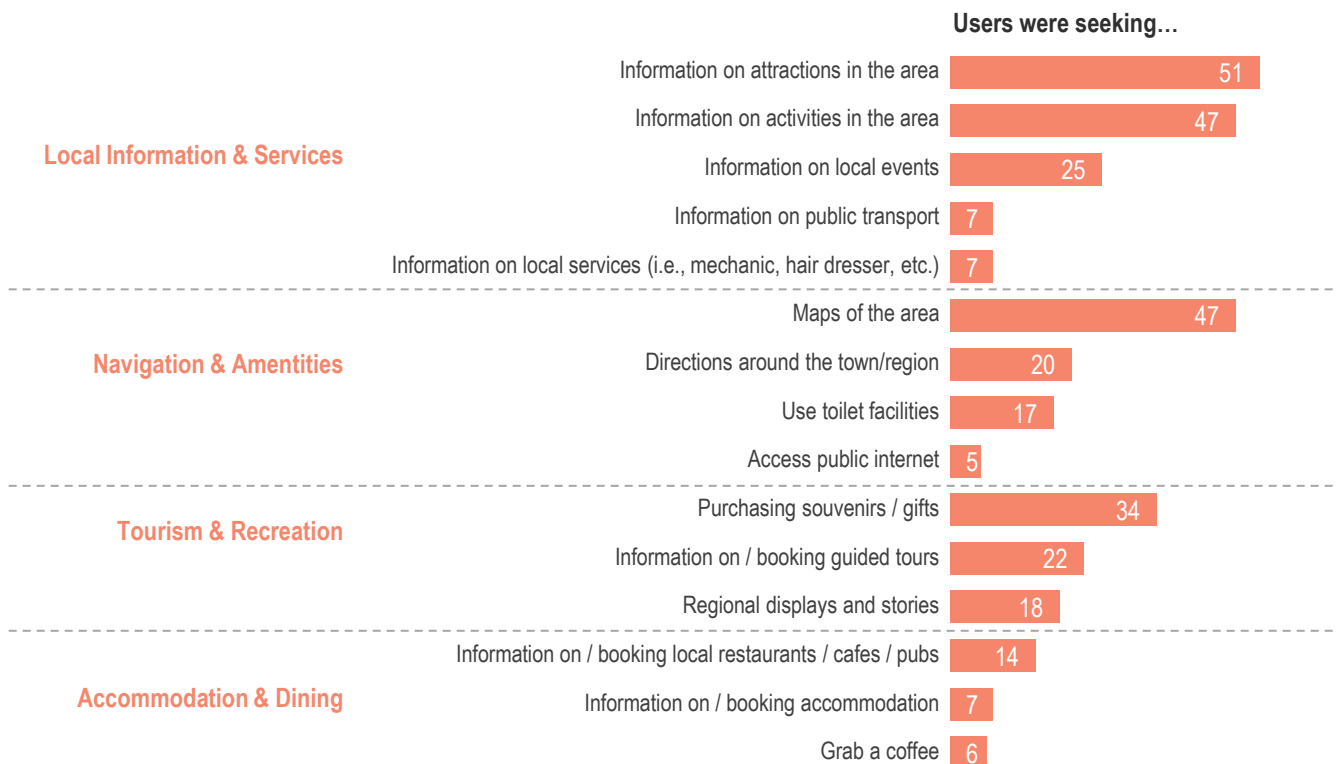 Users were seeking…
Local Information & Services
Information on attractions in the area 51
Information on activities in the area 47
Information on local events 25
Information on public transport 7
Information on local services (i.e., mechanic, hair dresser, etc.) 7
Navigation & Amentities
Maps of the area 47
Directions around the town/region 20
Use toilet facilities 17
Access public internet 5
Tourism & Recreation
Purchasing souvenirs / gifts 34
Information on / booking guided tours 22
Regional displays and stories 18
Accommodation & Dining
Information on / booking local restaurants / cafes / pubs 14
Information on / booking accommodation 7
Grab a coffee 6